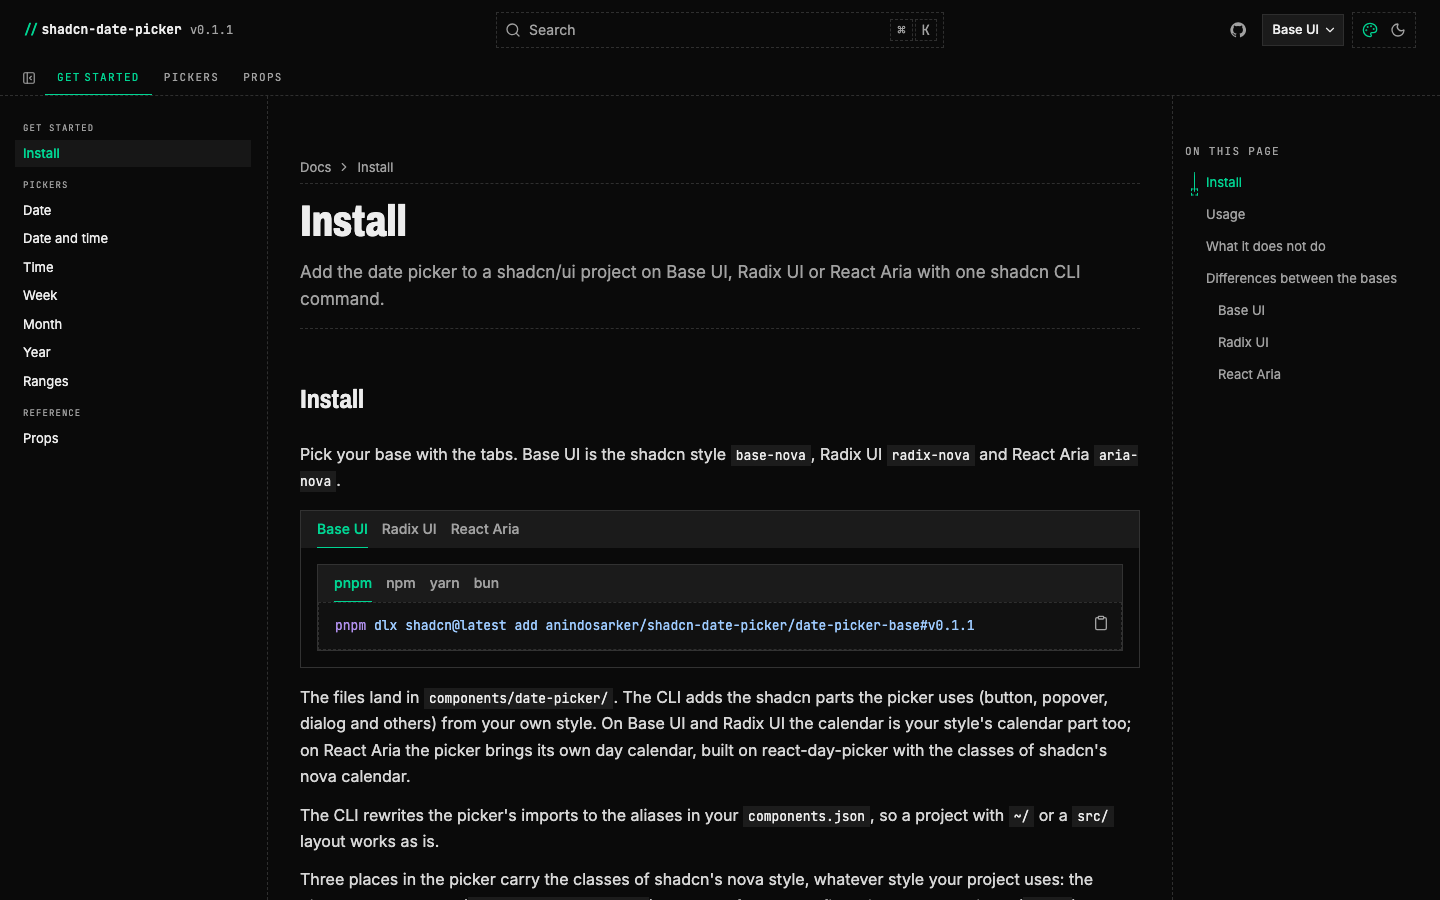 // shadcn-date-picker v0.1.1
Search
⌘ K
Base UI
GET STARTED
PICKERS
PROPS
GET STARTED
Install
PICKERS
Date
Date and time
Time
Week
Month
Year
Ranges
REFERENCE
Props
Docs > Install
Install
Add the date picker to a shadcn/ui project on Base UI, Radix UI or React Aria with one shadcn CLI
command.
Install
Pick your base with the tabs. Base UI is the shadcn style base-nova, Radix UI radix-nova and React Aria aria-
nova.
Base UI Radix UI React Aria
pnpm npm yarn bun
pnpm dlx shadcn@latest add anindosarker/shadcn-date-picker/date-picker-base#v0.1.1
The files land in components/date-picker/. The CLI adds the shadcn parts the picker uses (button, popover,
dialog and others) from your own style. On Base UI and Radix UI the calendar is your style's calendar part too;
on React Aria the picker brings its own day calendar, built on react-day-picker with the classes of shadcn's
nova calendar.
The CLI rewrites the picker's imports to the aliases in your components.json, so a project with ~/ or a src/
layout works as is.
Three places in the picker carry the classes of shadcn's nova style, whatever style your project uses: the
ON THIS PAGE
Install
Usage
What it does not do
Differences between the bases
Base UI
Radix UI
React Aria